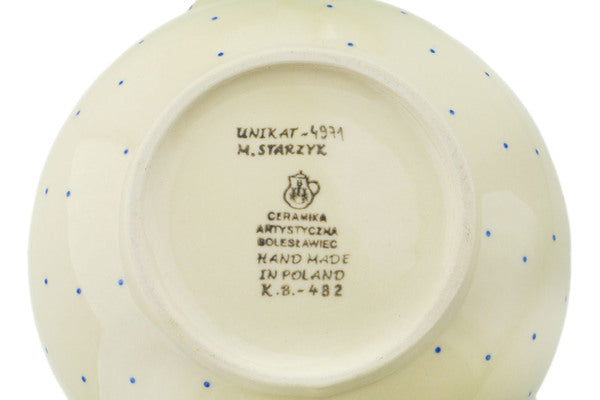 UNIKAT-4971
M. STARZYK
CERAMIKA
ARTYSTYCZNA
BOLESŁAWIEC
HAND MADE
IN POLAND
K.B.-482